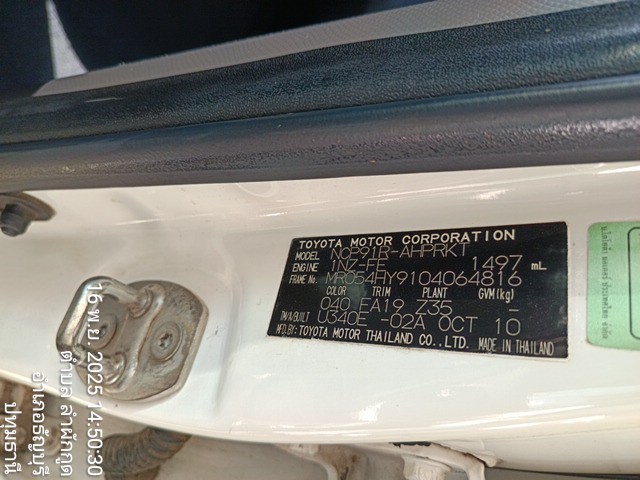 TOYOTA MOTOR CORPORATION
MODEL NCP91R-AHPRKT
ENGINE 1NZ-FE 1497 mL
FRAME No. MR054HY9104064816
COLOR TRIM PLANT GVM(kg)
040 FA19 Z35 -
T/M/A/BUILT U340E -02A OCT 10
MFD.BY: TOYOTA MOTOR THAILAND CO.,LTD. MADE IN THAILAND
16 พ.ย. 2025 14:50:30
ตำบล ลำผักกูด
อำเภอธัญบุรี
ปทุมธานี